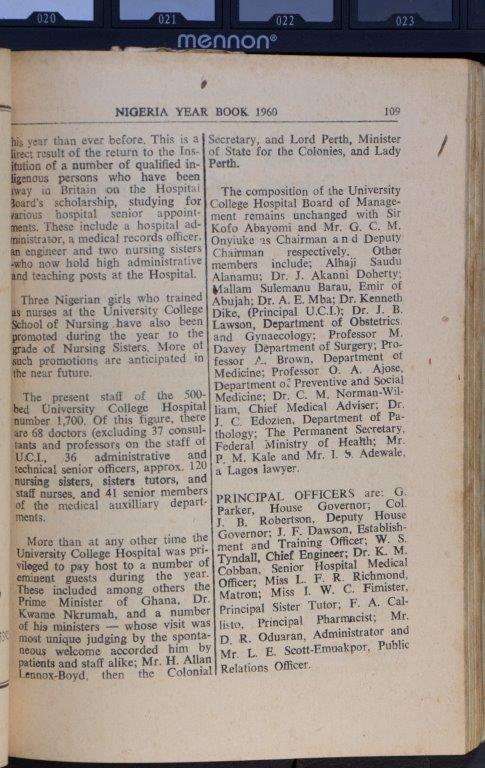 020 021 022 023
mennon®
NIGERIA YEAR BOOK 1960 109
his year than ever before. This is a
direct result of the return to the Ins-
titution of a number of qualified in-
digenous persons who have been
away in Britain on the Hospital
Board's scholarship, studying for
various hospital senior appoint-
ments. These include a hospital ad-
ministrator, a medical records officer,
an engineer and two nursing sisters
who now hold high administrative
and teaching posts at the Hospital.
Three Nigerian girls who trained
as nurses at the University College
School of Nursing have also been
promoted during the year to the
grade of Nursing Sisters. More of
such promotions are anticipated in
the near future.
The present staff of the 500-
bed University College Hospital
number 1,700. Of this figure, there
are 68 doctors (excluding 37 consul-
tants and professors on the staff of
U.C.I., 36 administrative and
technical senior officers, approx. 120
nursing sisters, sisters tutors, and
staff nurses, and 41 senior members
of the medical auxilliary depart-
ments.
More than at any other time the
University College Hospital was pri-
vileged to pay host to a number of
eminent guests during the year.
These included among others the
Prime Minister of Ghana, Dr.
Kwame Nkrumah, and a number
of his ministers — whose visit was
most unique judging by the sponta-
neous welcome accorded him by
patients and staff alike; Mr. H. Allan
Lennox-Boyd, then the Colonial
Secretary, and Lord Perth, Minister
of State for the Colonies, and Lady
Perth.
The composition of the University
College Hospital Board of Manage-
ment remains unchanged with Sir
Kofo Abayomi and Mr. G. C. M.
Onyiuke as Chairman and Deputy
Chairman respectively. Other
members include; Alhaji Saudu
Alanamu; Dr. J. Akanni Doherty;
Mallam Sulemanu Barau, Emir of
Abujah; Dr. A. E. Mba; Dr. Kenneth
Dike, (Principal U.C.I.); Dr. J. B.
Lawson, Department of Obstetrics
and Gynaecology; Professor M.
Davey Department of Surgery; Pro-
fessor A. Brown, Department of
Medicine; Professor O. A. Ajose,
Department of Preventive and Social
Medicine; Dr. C. M. Norman-Wil-
liam, Chief Medical Adviser; Dr.
J. C. Edozien, Department of Pa-
thology; The Permanent Secretary,
Federal Ministry of Health; Mr.
P. M. Kale and Mr. I. S. Adewale,
a Lagos lawyer.
PRINCIPAL OFFICERS are: G.
Parker, House Governor; Col.
J. B. Robertson, Deputy House
Governor; J. F. Dawson, Establish-
ment and Training Officer; W. S.
Tyndall, Chief Engineer; Dr. K. M.
Cobban, Senior Hospital Medical
Officer; Miss L. F. R. Richmond,
Matron; Miss I. W. C. Fimister,
Principal Sister Tutor; F. A. Cal-
listo, Principal Pharmacist; Mr.
D. R. Oduaran, Administrator and
Mr. L. E. Scott-Emuakpor, Public
Relations Officer.